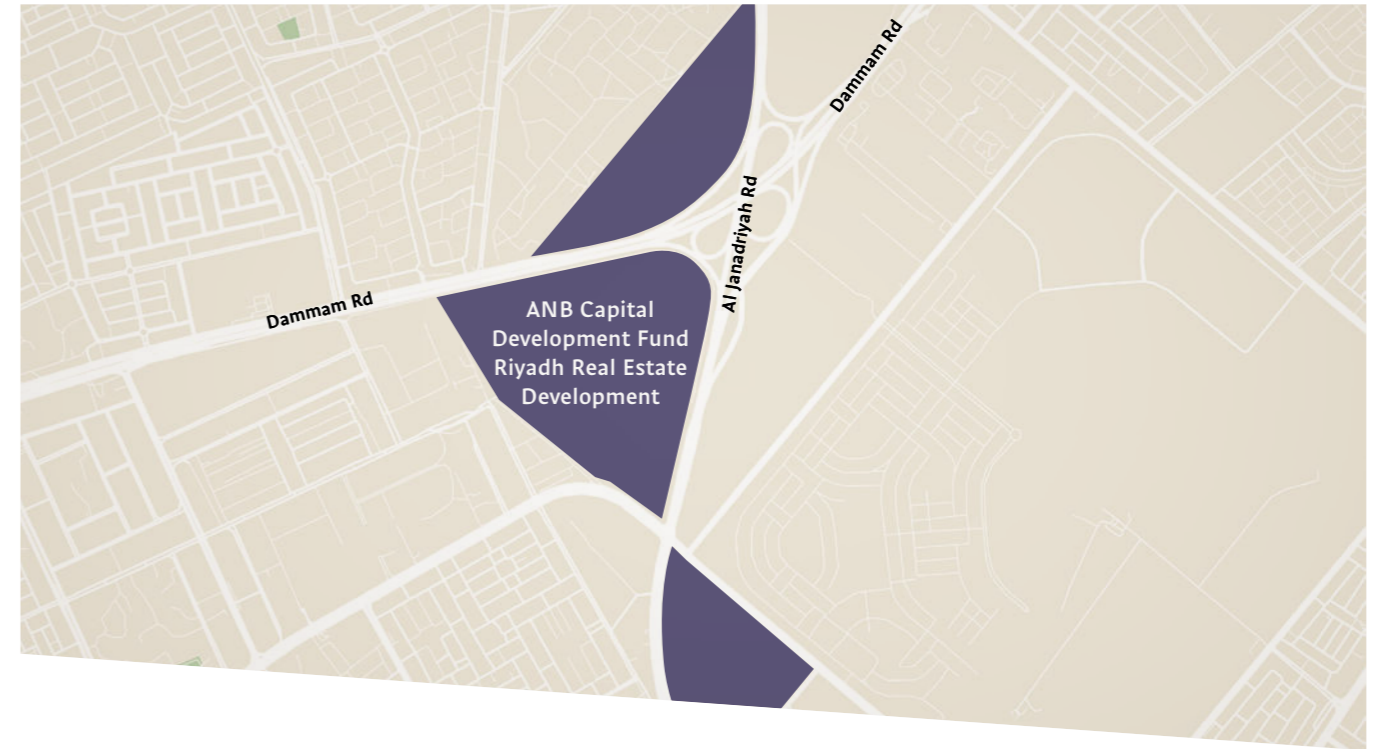 Dammam Rd
Al Janadriyah Rd
Dammam Rd
ANB Capital
Development Fund
Riyadh Real Estate
Development